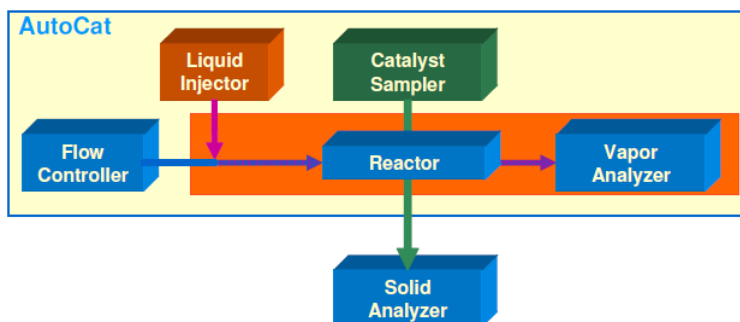 AutoCat
Liquid
Injector
Catalyst
Sampler
Flow
Controller
Reactor
Vapor
Analyzer
Solid
Analyzer